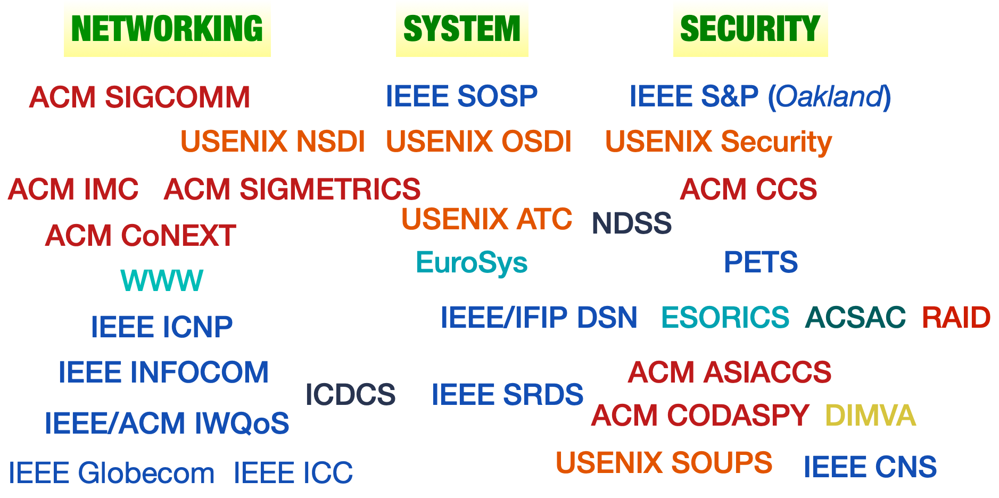 NETWORKING SYSTEM SECURITY
ACM SIGCOMM IEEE SOSP IEEE S&P (Oakland)
USENIX NSDI USENIX OSDI USENIX Security
ACM IMC ACM SIGMETRICS ACM CCS
USENIX ATC NDSS
ACM CoNEXT
EuroSys PETS
WWW
IEEE/IFIP DSN ESORICS ACSAC RAID
IEEE ICNP
IEEE INFOCOM ACM ASIACCS
ICDCS IEEE SRDS
ACM CODASPY DIMVA
IEEE/ACM IWQoS
USENIX SOUPS IEEE CNS
IEEE Globecom IEEE ICC